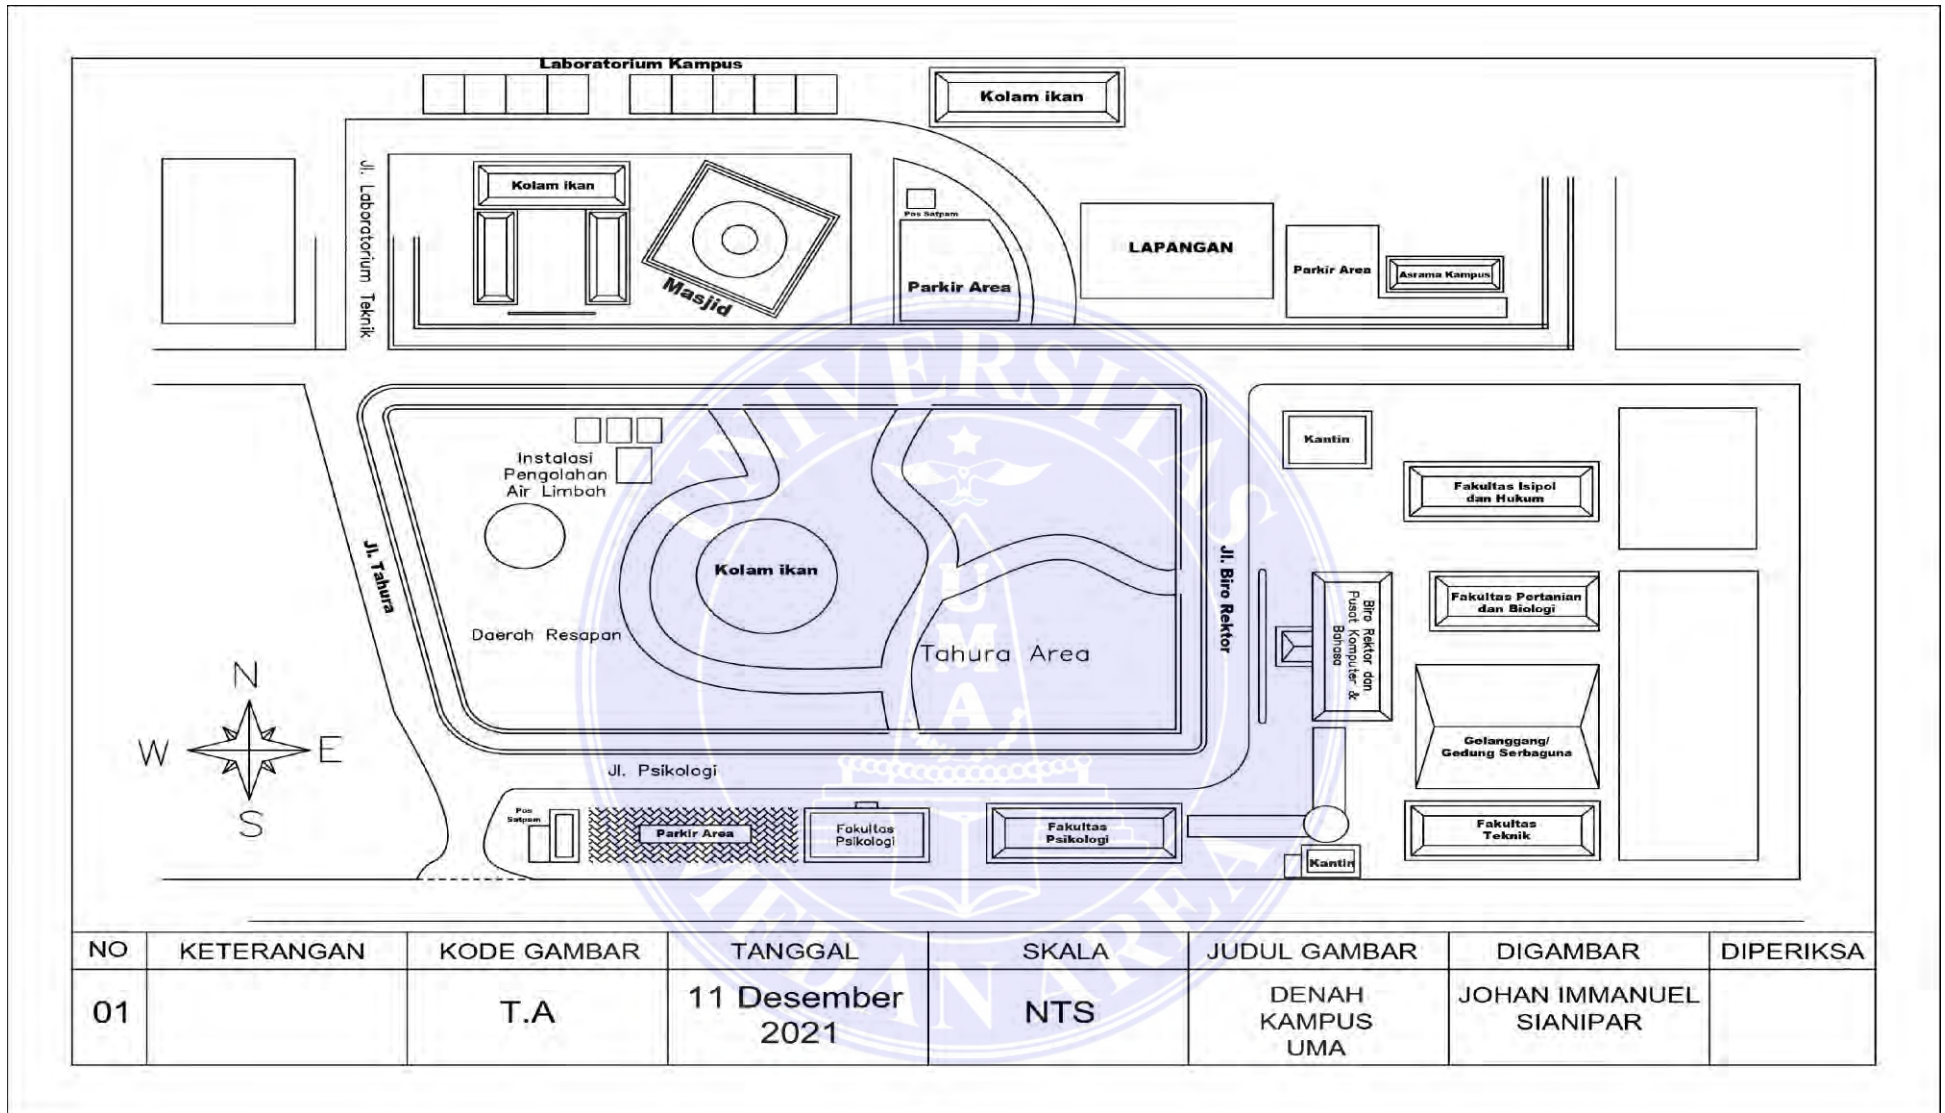 Laboratorium Kampus
Kolam ikan
Jl. Laboratorium Teknik
Kolam ikan
Masjid
Pos Satpam
Parkir Area
LAPANGAN
Parkir Area
Asrama Kampus
Instalasi
Pengolahan
Air Limbah
Kolam ikan
Daerah Resapan
Tahura Area
Jl. Tahura
Jl. Biro Rektor
Kantin
Fakultas Isipol
dan Hukum
Biro Rektor dan
Pusat Komputer &
Bahasa
Fakultas Pertanian
dan Biologi
Gelanggang/
Gedung Serbaguna
N
W
E
S
Jl. Psikologi
Pos
Satpam
Parkir Area
Fakultas
Psikologi
Fakultas
Psikologi
Kantin
Fakultas
Teknik
UNIVERSITAS
UMA
MEDAN AREA
NO KETERANGAN KODE GAMBAR TANGGAL SKALA JUDUL GAMBAR DIGAMBAR DIPERIKSA
01 T.A 11 Desember 2021 NTS DENAH KAMPUS UMA JOHAN IMMANUEL SIANIPAR